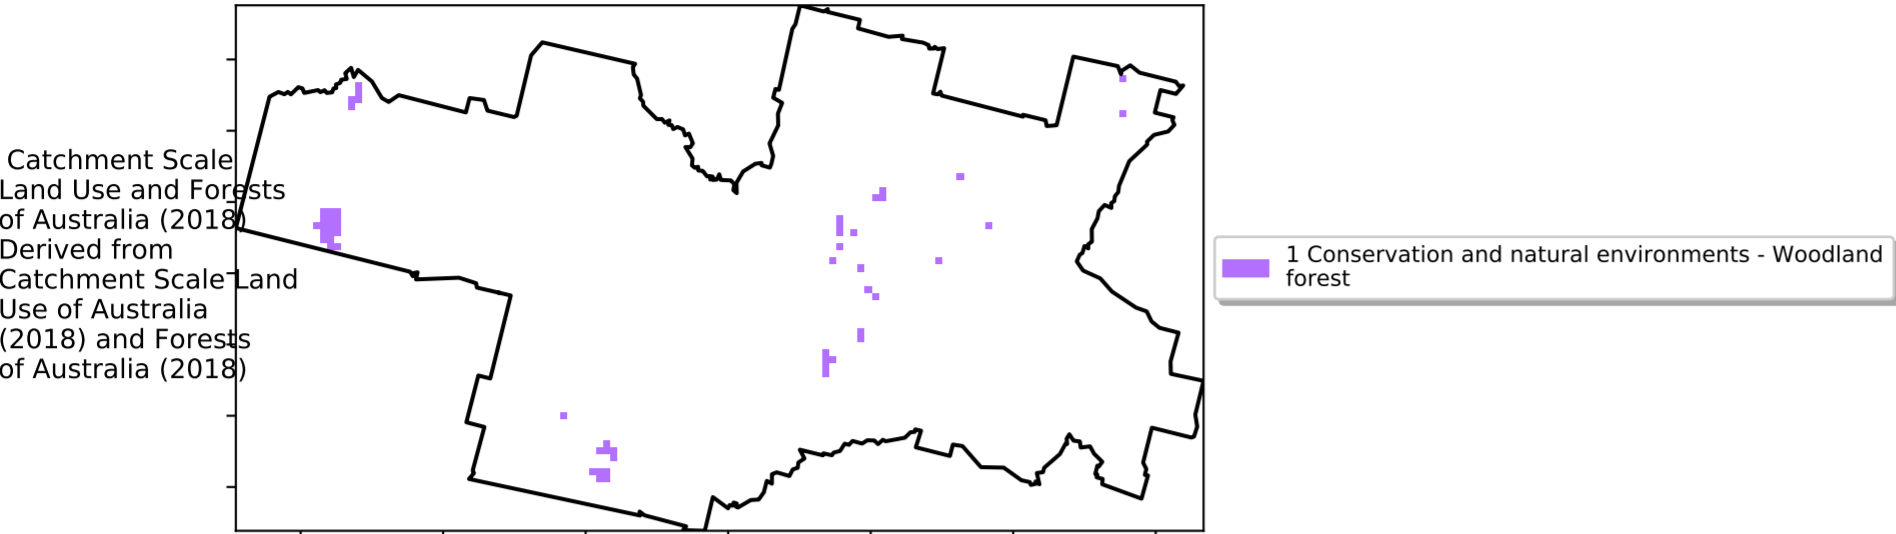 Catchment Scale
Land Use and Forests
of Australia (2018)
Derived from
Catchment Scale Land
Use of Australia
(2018) and Forests
of Australia (2018)
1 Conservation and natural environments - Woodland
forest